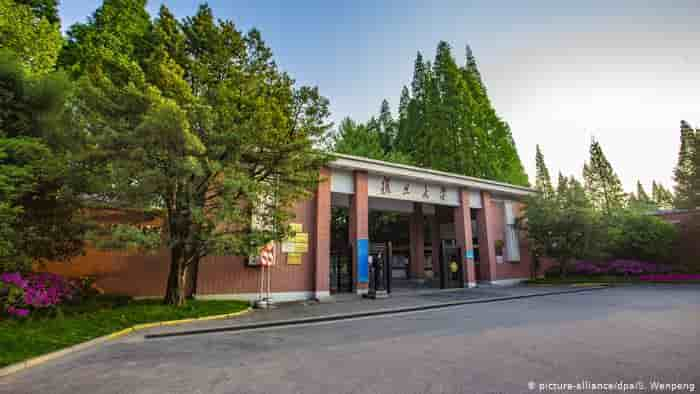 復旦大學
© picture-alliance/dpa/S. Wenpeng